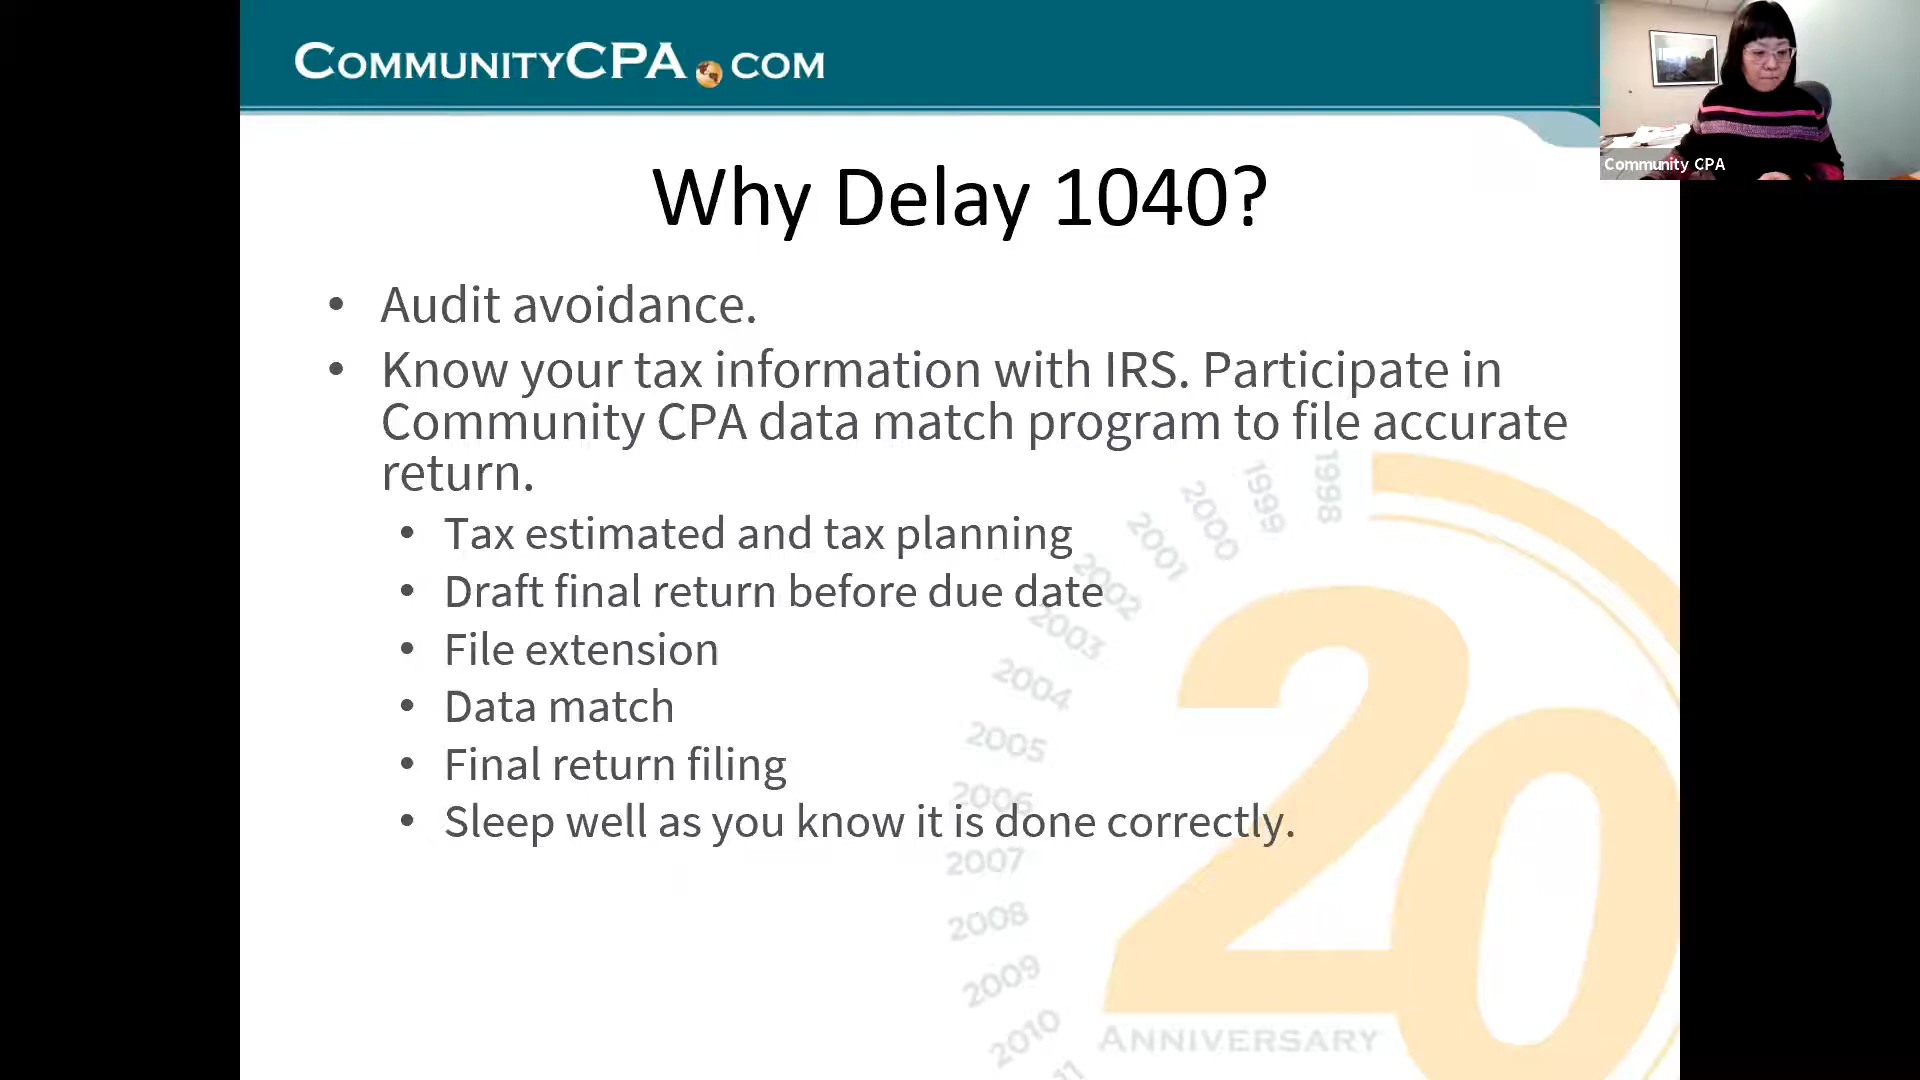 COMMUNITYCPA.COM
Community CPA
Why Delay 1040?
• Audit avoidance.
• Know your tax information with IRS. Participate in
Community CPA data match program to file accurate
return.
• Tax estimated and tax planning
• Draft final return before due date
• File extension
• Data match
• Final return filing
• Sleep well as you know it is done correctly.
1998
1999
2000
2001
2002
2003
2004
2005
2006
2007
2008
2009
2010
20
ANNIVERSARY